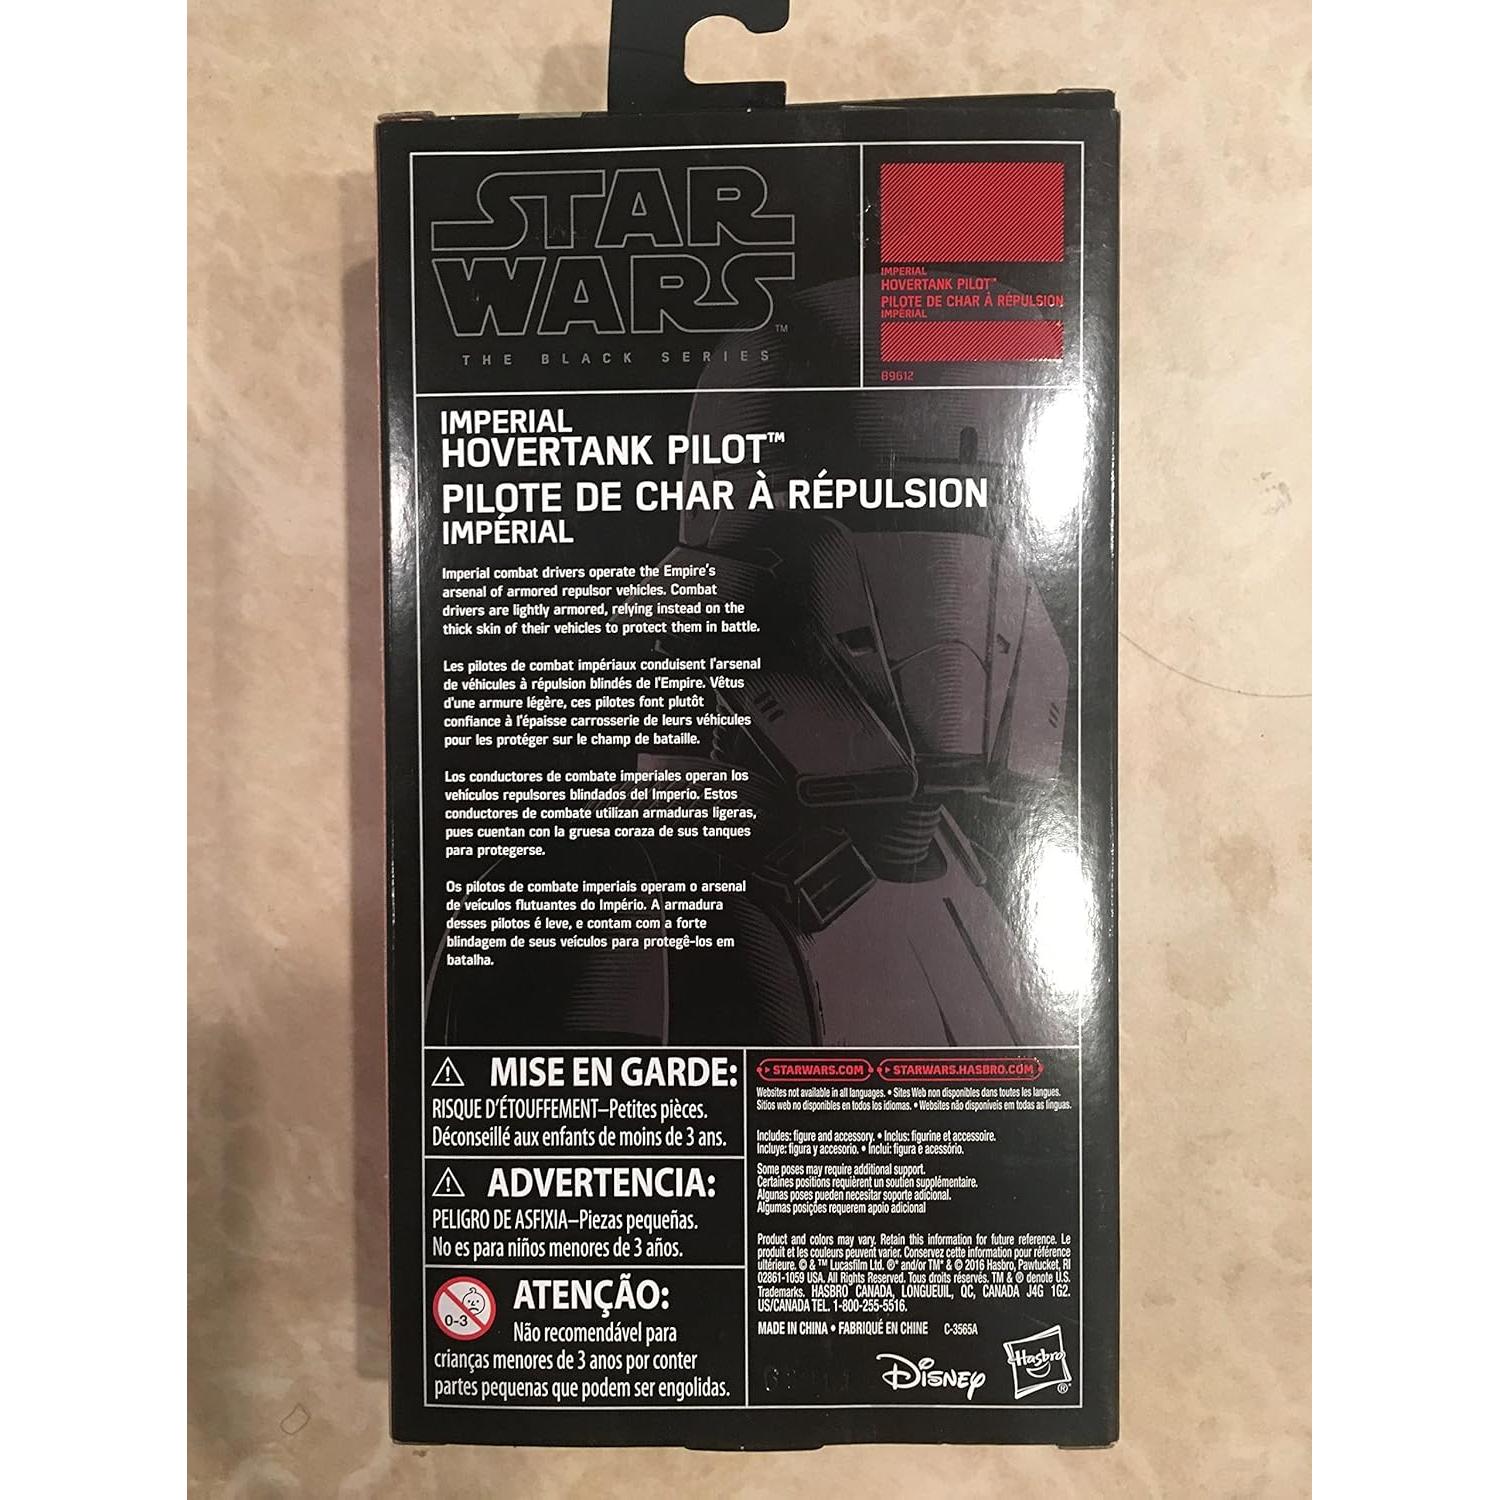 STAR
WARS™
THE BLACK SERIES
IMPERIAL
HOVERTANK PILOT™
PILOTE DE CHAR À RÉPULSION
IMPÉRIAL
B9612
IMPERIAL
HOVERTANK PILOT™
PILOTE DE CHAR À RÉPULSION
IMPÉRIAL
Imperial combat drivers operate the Empire's
arsenal of armored repulsor vehicles. Combat
drivers are lightly armored, relying instead on the
thick skin of their vehicles to protect them in battle.
Les pilotes de combat impériaux conduisent l'arsenal
de véhicules à répulsion blindés de l'Empire. Vêtus
d'une armure légère, ces pilotes font plutôt
confiance à l'épaisse carrosserie de leurs véhicules
pour les protéger sur le champ de bataille.
Los conductores de combate imperiales operan los
vehículos repulsores blindados del Imperio. Estos
conductores de combate utilizan armaduras ligeras,
pues cuentan con la gruesa coraza de sus tanques
para protegerse.
Os pilotos de combate imperiais operam o arsenal
de veículos flutuantes do Império. A armadura
desses pilotos é leve, e contam com a forte
blindagem de seus veículos para protegê-los em
batalha.
MISE EN GARDE:
RISQUE D'ÉTOUFFEMENT–Petites pièces.
Déconseillé aux enfants de moins de 3 ans.
ADVERTENCIA:
PELIGRO DE ASFIXIA–Piezas pequeñas.
No es para niños menores de 3 años.
0-3
ATENÇÃO:
Não recomendável para
crianças menores de 3 anos por conter
partes pequenas que podem ser engolidas.
STARWARS.COM STARWARS.HASBRO.COM
Websites not available in all languages. • Sites Web non disponibles dans toutes les langues.
Sitios web no disponibles en todos los idiomas. • Websites não disponíveis em todas as línguas.
Includes: figure and accessory. • Inclus: figurine et accessoire.
Incluye: figura y accesorio. • Inclui: figura e acessório.
Some poses may require additional support.
Certaines positions requièrent un soutien supplémentaire.
Algunas poses pueden necesitar soporte adicional.
Algumas posições requerem apoio adicional
Product and colors may vary. Retain this information for future reference. Le
produit et les couleurs peuvent varier. Conservez cette information pour référence
ultérieure. © & ™ Lucasfilm Ltd. ®* and/or TM* & © 2016 Hasbro, Pawtucket, RI
02861-1059 USA. All Rights Reserved. Tous droits réservés. TM & ® denote U.S.
Trademarks. HASBRO CANADA, LONGUEUIL, QC, CANADA J4G 1G2.
US/CANADA TEL. 1-800-255-5516.
MADE IN CHINA • FABRIQUÉ EN CHINE C-3565A
Disney
Hasbro®